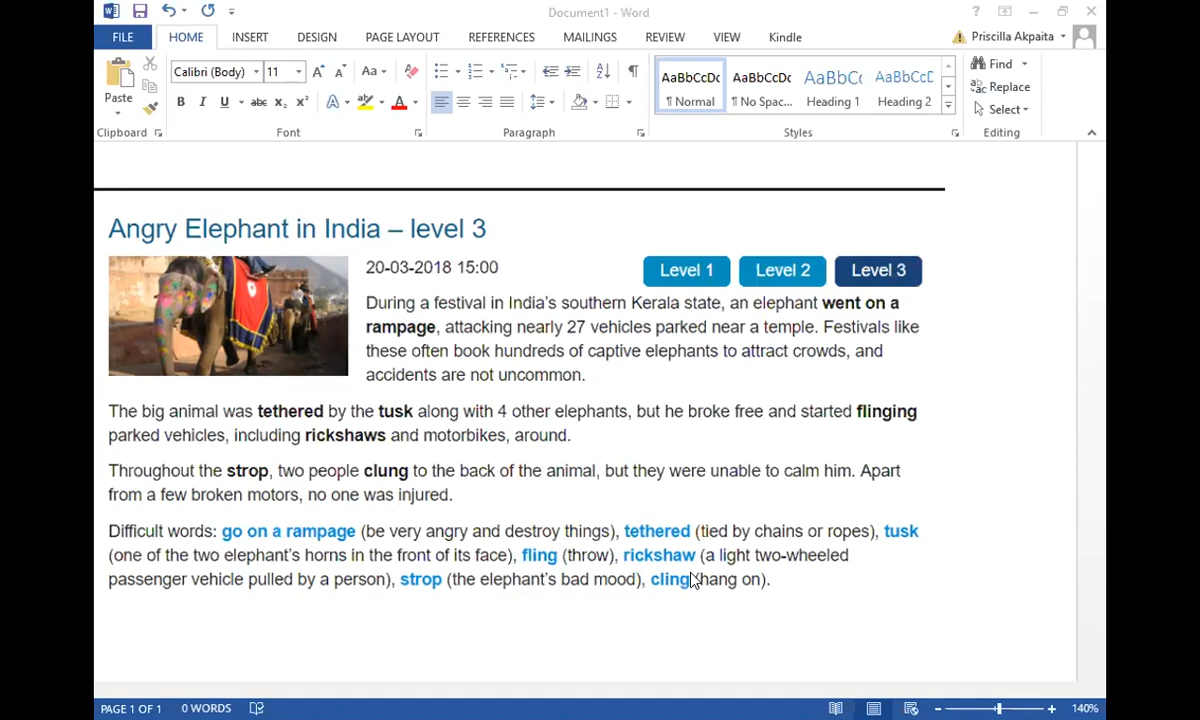 Document1 - Word
FILE HOME INSERT DESIGN PAGE LAYOUT REFERENCES MAILINGS REVIEW VIEW Kindle Priscilla Akpaita
Calibri (Body) 11 Aa AaBbCcDc AaBbCcDc AaBbCc AaBbCcD Find
Paste B I U abc x₂ x² A A ¶ Normal ¶ No Spac... Heading 1 Heading 2 Replace
Select
Clipboard Font Paragraph Styles Editing
Angry Elephant in India – level 3
20-03-2018 15:00 Level 1 Level 2 Level 3
During a festival in India's southern Kerala state, an elephant went on a
rampage, attacking nearly 27 vehicles parked near a temple. Festivals like
these often book hundreds of captive elephants to attract crowds, and
accidents are not uncommon.
The big animal was tethered by the tusk along with 4 other elephants, but he broke free and started flinging
parked vehicles, including rickshaws and motorbikes, around.
Throughout the strop, two people clung to the back of the animal, but they were unable to calm him. Apart
from a few broken motors, no one was injured.
Difficult words: go on a rampage (be very angry and destroy things), tethered (tied by chains or ropes), tusk
(one of the two elephant's horns in the front of its face), fling (throw), rickshaw (a light two-wheeled
passenger vehicle pulled by a person), strop (the elephant's bad mood), cling (hang on).
PAGE 1 OF 1 0 WORDS 140%